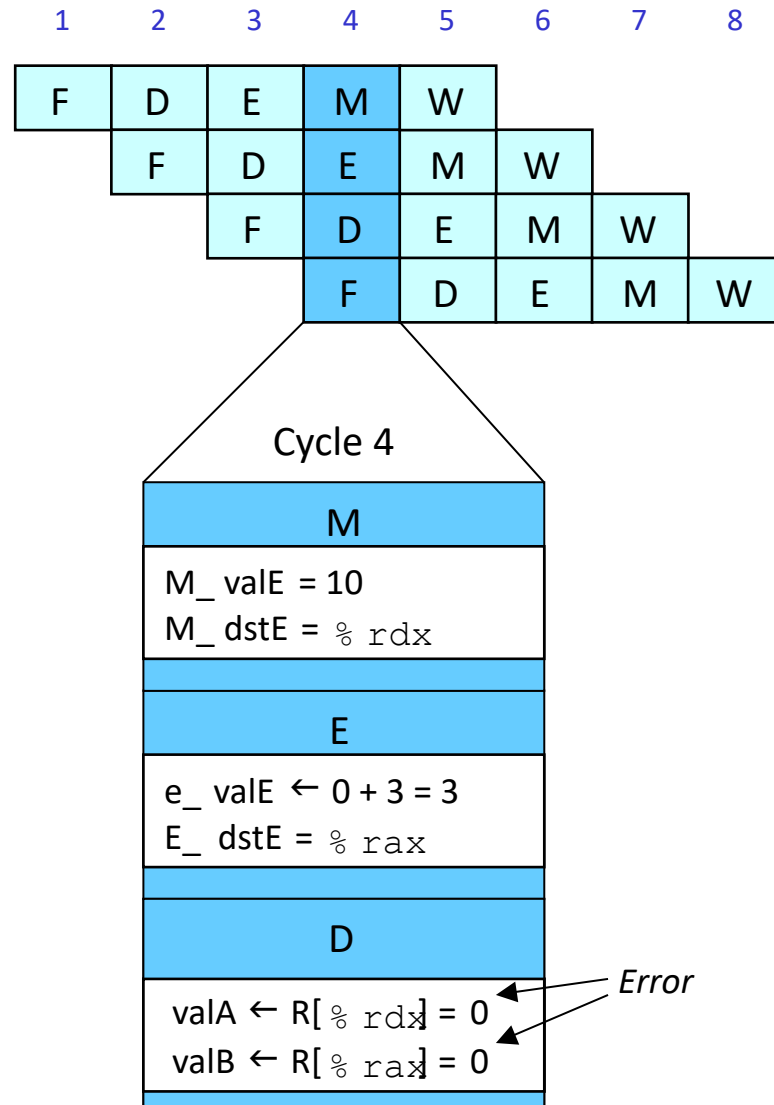 1 2 3 4 5 6 7 8
F D E M W
F D E M W
F D E M W
F D E M W
Cycle 4
M
M_ valE = 10
M_ dstE = % rdx
E
e_ valE ← 0 + 3 = 3
E_ dstE = % rax
D
Error
valA ← R[ % rdx] = 0
valB ← R[ % rax] = 0